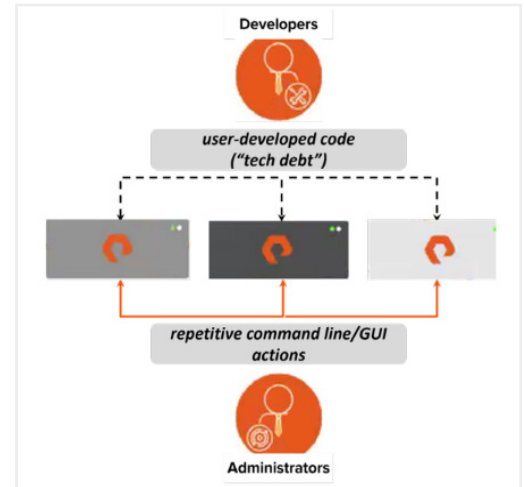 Developers
user-developed code
(“tech debt”)
repetitive command line/GUI
actions
Administrators